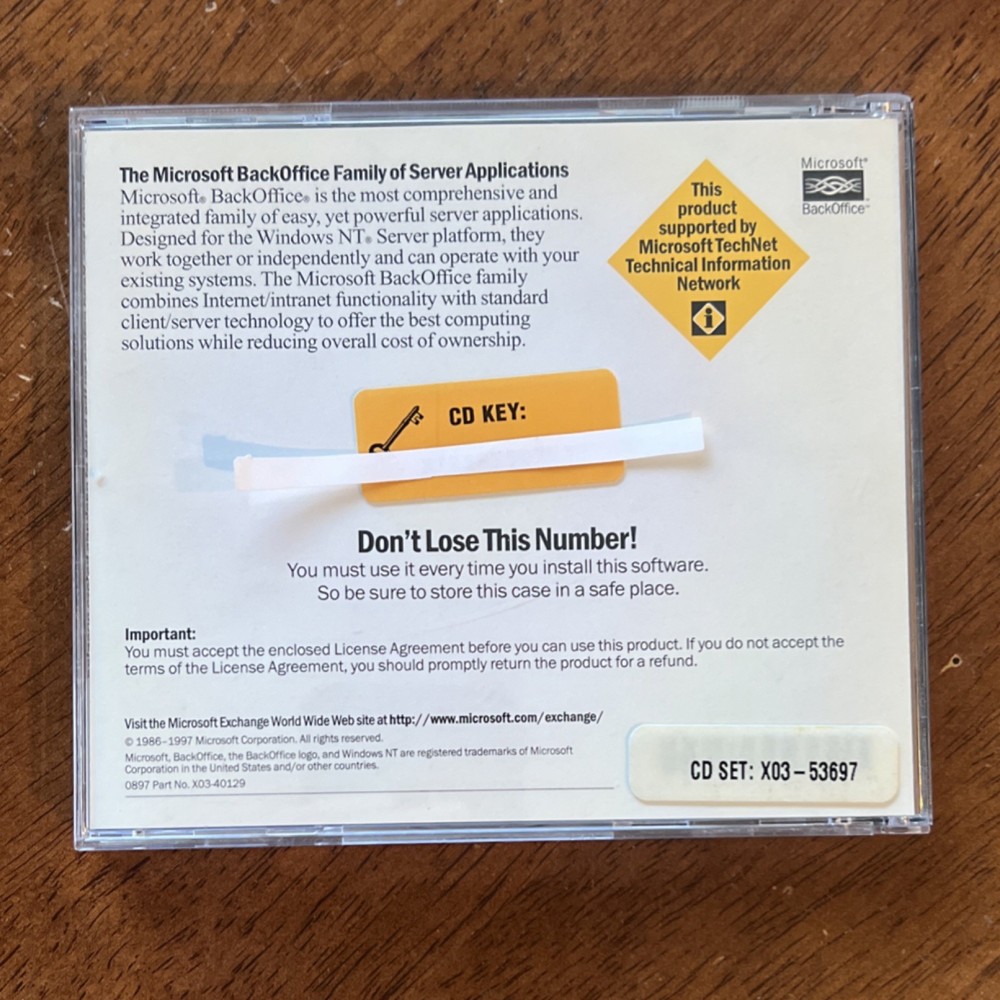 The Microsoft BackOffice Family of Server Applications
Microsoft® BackOffice® is the most comprehensive and
integrated family of easy, yet powerful server applications.
Designed for the Windows NT® Server platform, they
work together or independently and can operate with your
existing systems. The Microsoft BackOffice family
combines Internet/intranet functionality with standard
client/server technology to offer the best computing
solutions while reducing overall cost of ownership.
This
product
supported by
Microsoft TechNet
Technical Information
Network
Microsoft®
BackOffice™
CD KEY:
Don't Lose This Number!
You must use it every time you install this software.
So be sure to store this case in a safe place.
Important:
You must accept the enclosed License Agreement before you can use this product. If you do not accept the
terms of the License Agreement, you should promptly return the product for a refund.
Visit the Microsoft Exchange World Wide Web site at http://www.microsoft.com/exchange/
© 1986–1997 Microsoft Corporation. All rights reserved.
Microsoft, BackOffice, the BackOffice logo, and Windows NT are registered trademarks of Microsoft
Corporation in the United States and/or other countries.
0897 Part No. X03-40129
CD SET: X03–53697